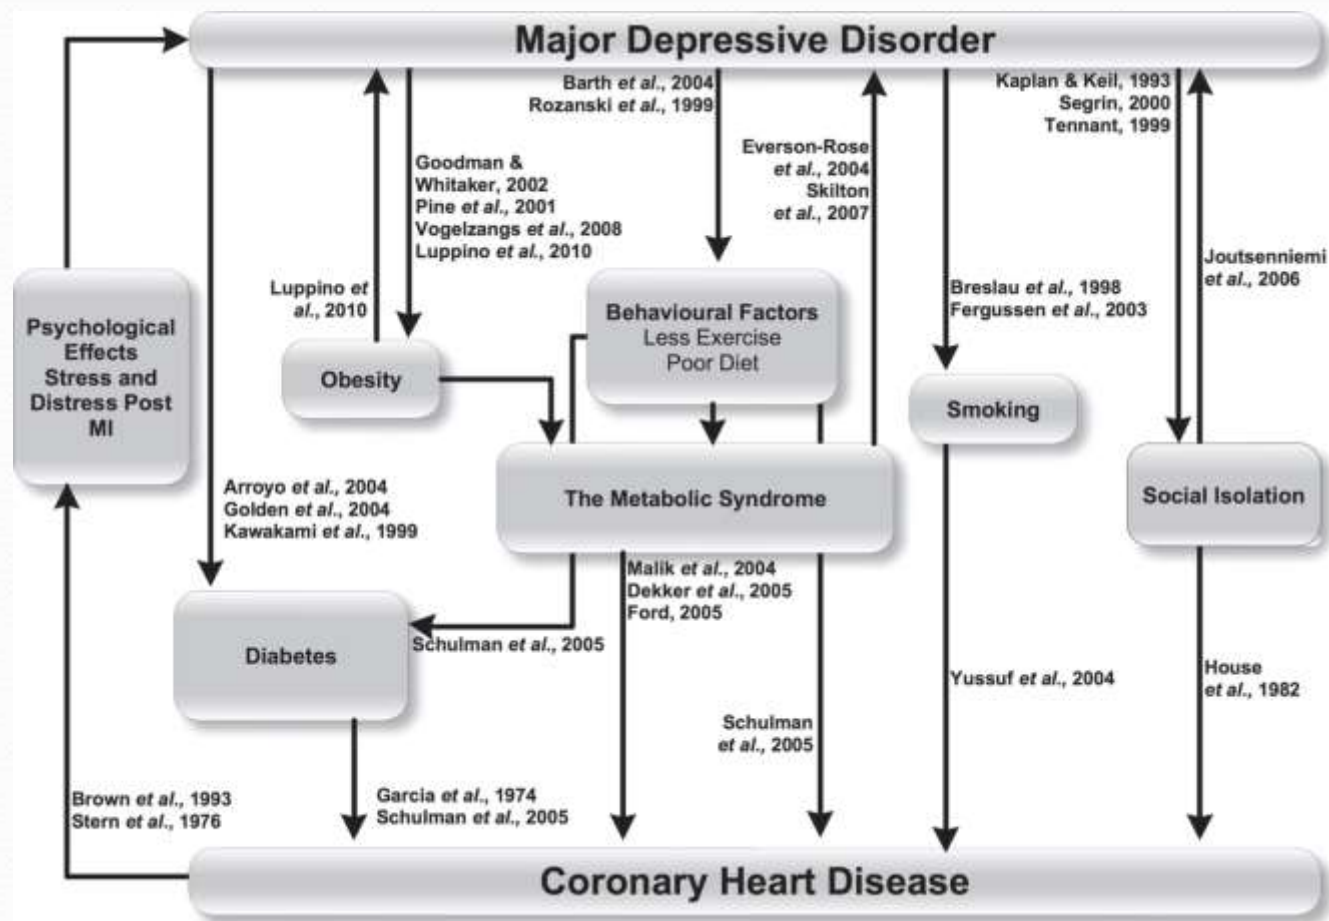 Major Depressive Disorder
Barth et al., 2004
Rozanski et al., 1999
Kaplan & Keil, 1993
Segrin, 2000
Tennant, 1999
Everson-Rose
et al., 2004
Skilton
et al., 2007
Goodman &
Whitaker, 2002
Pine et al., 2001
Vogelzangs et al., 2008
Luppino et al., 2010
Joutsenniemi
et al., 2006
Luppino et
al., 2010
Breslau et al., 1998
Fergussen et al., 2003
Psychological
Effects
Stress and
Distress Post
MI
Behavioural Factors
Less Exercise
Poor Diet
Obesity
Smoking
Arroyo et al., 2004
Golden et al., 2004
Kawakami et al., 1999
The Metabolic Syndrome
Social Isolation
Malik et al., 2004
Dekker et al., 2005
Ford, 2005
Schulman et al., 2005
Diabetes
Yussuf et al., 2004
House
et al., 1982
Schulman
et al., 2005
Brown et al., 1993
Stern et al., 1976
Garcia et al., 1974
Schulman et al., 2005
Coronary Heart Disease